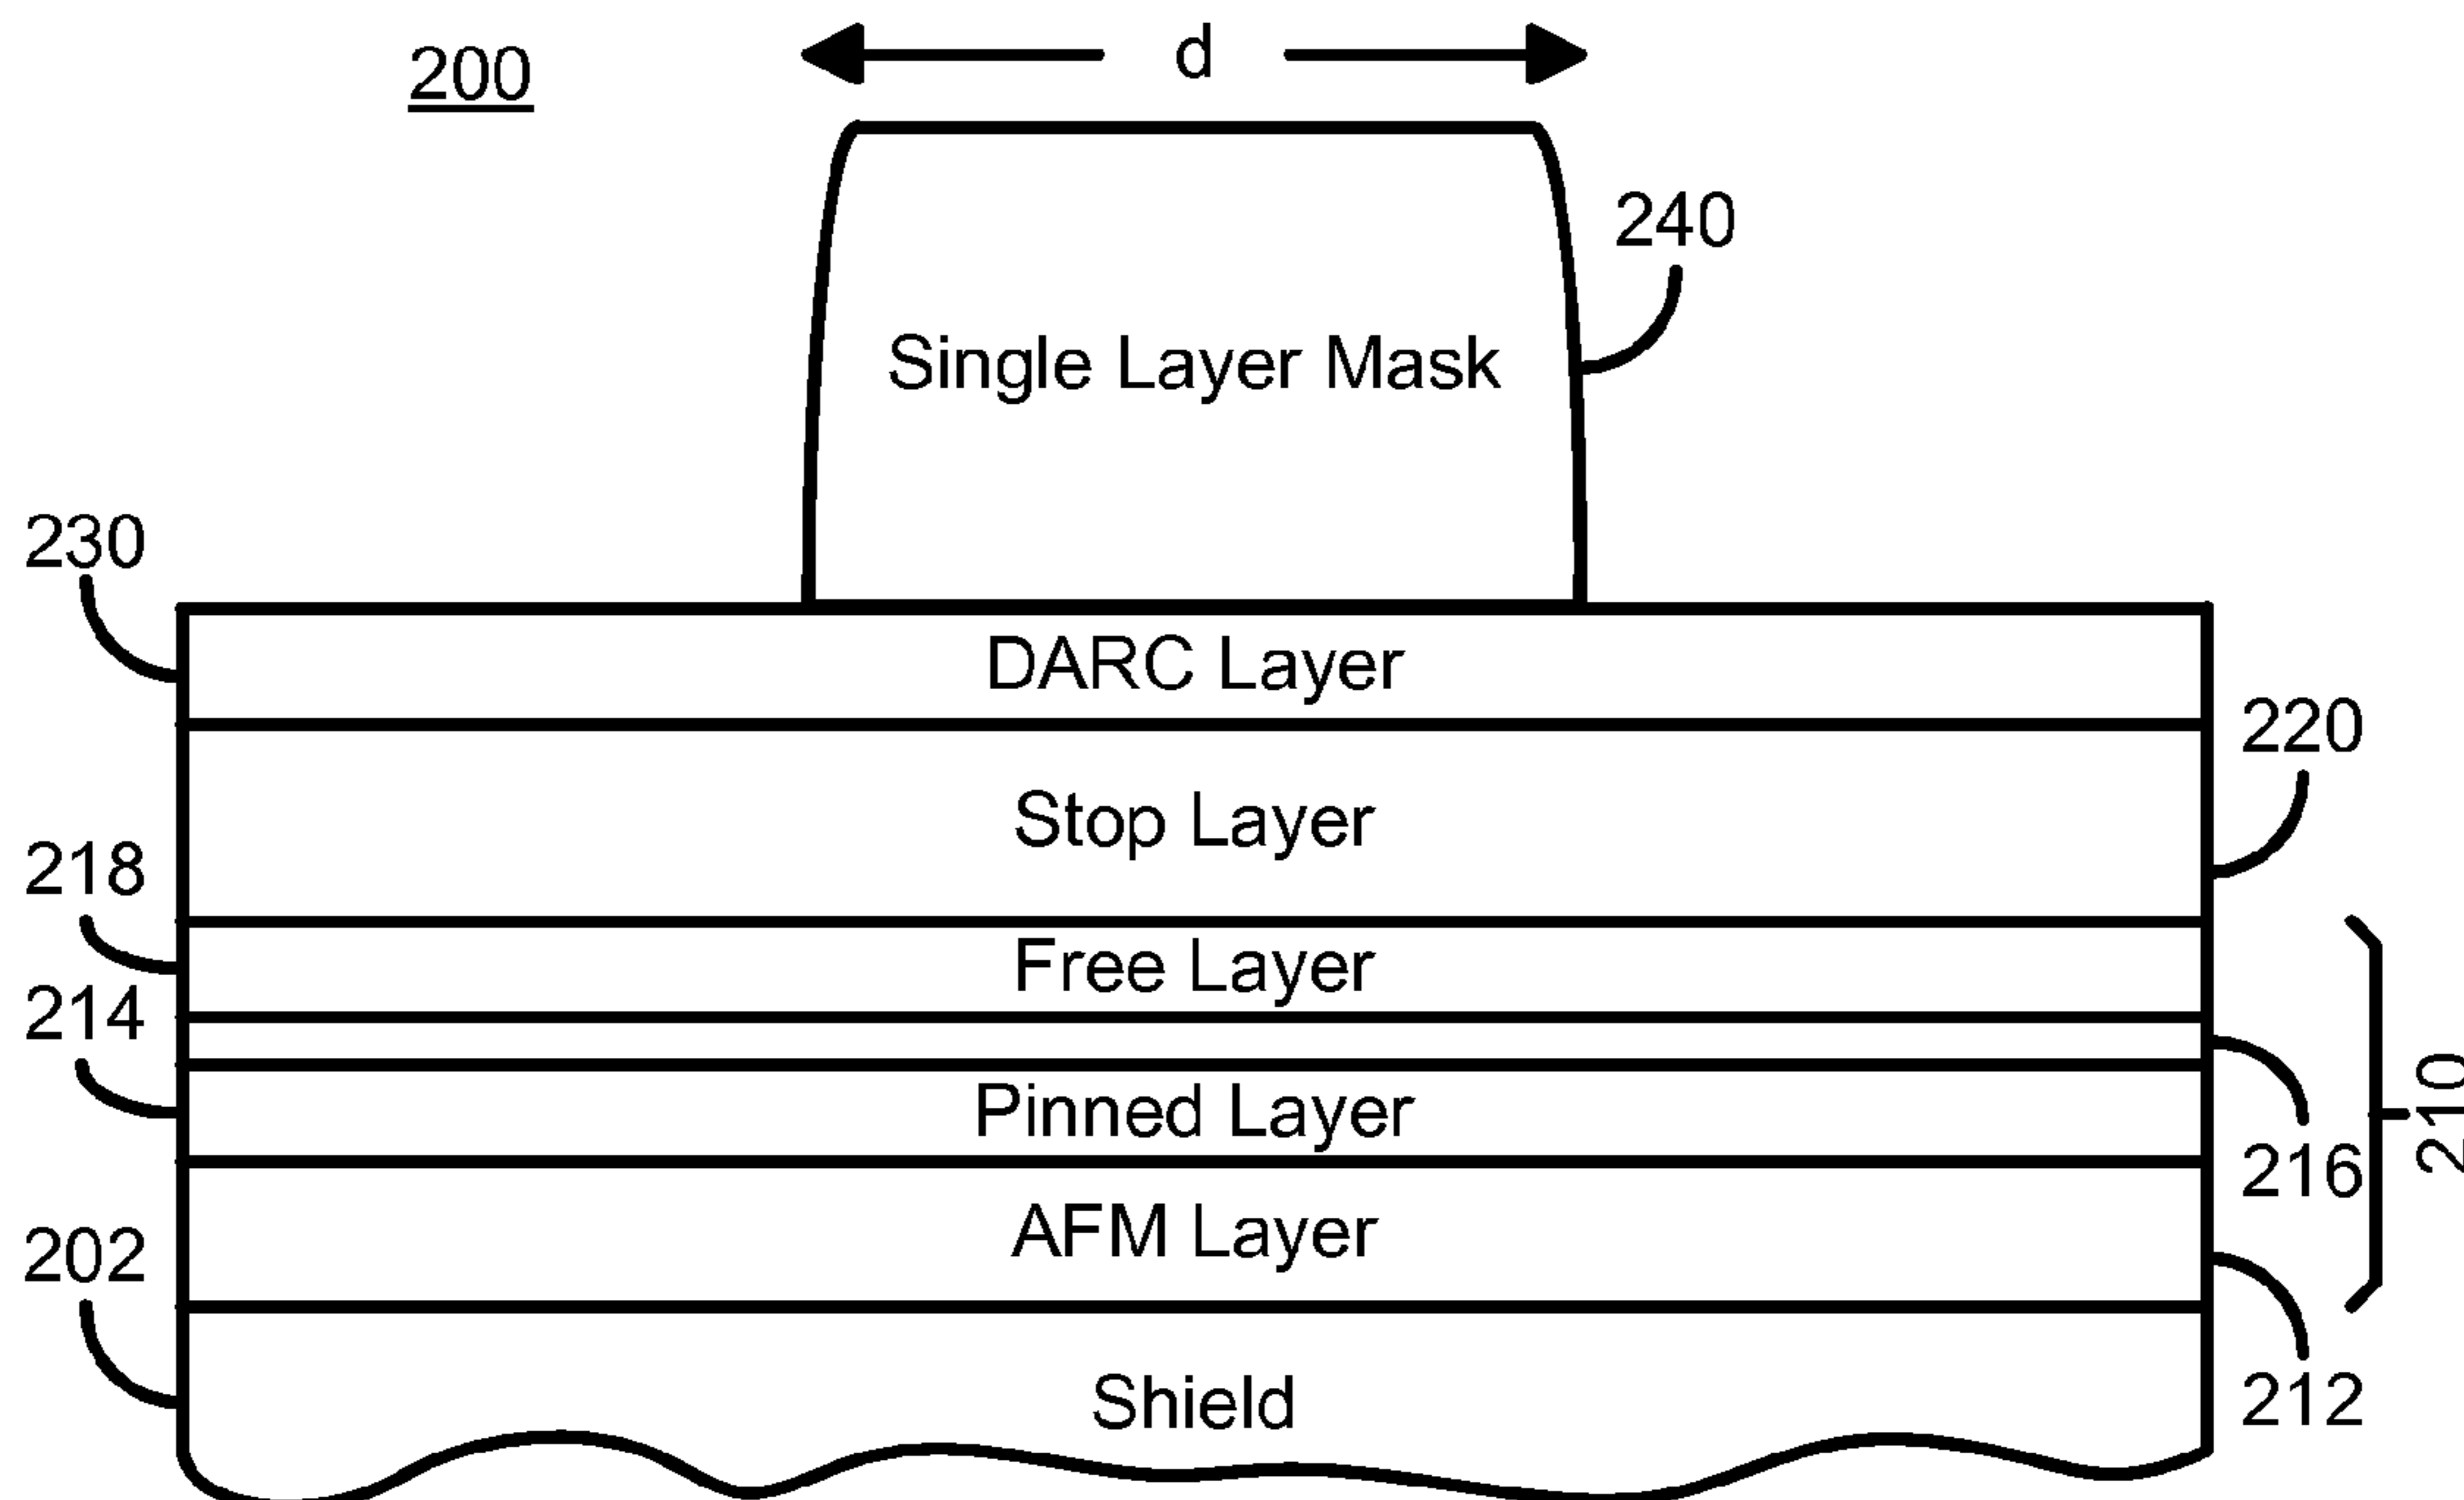 200
d
240
Single Layer Mask
230
DARC Layer
220
Stop Layer
218
Free Layer
214
Pinned Layer
210
216
AFM Layer
202
212
Shield